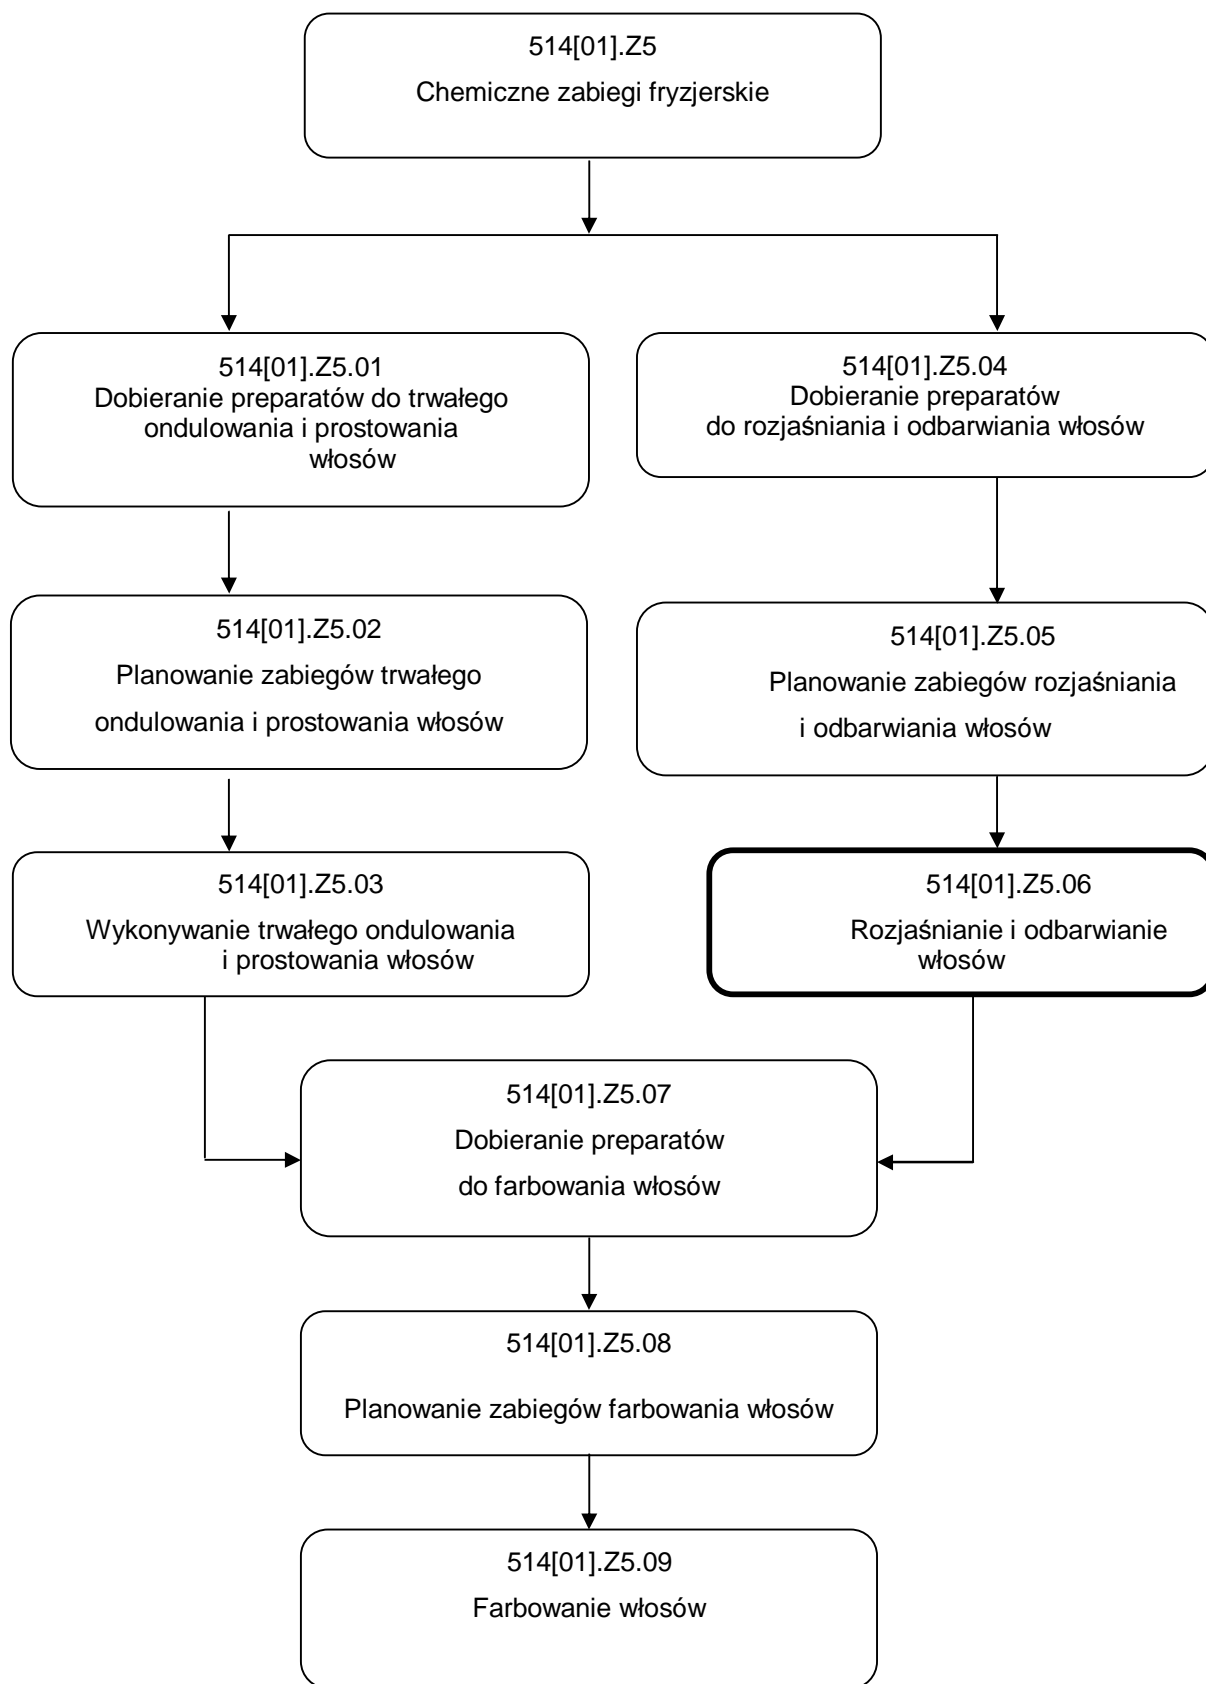 514[01].Z5
Chemiczne zabiegi fryzjerskie
514[01].Z5.01
Dobieranie preparatów do trwałego
ondulowania i prostowania
włosów
514[01].Z5.04
Dobieranie preparatów
do rozjaśniania i odbarwiania włosów
514[01].Z5.02
Planowanie zabiegów trwałego
ondulowania i prostowania włosów
514[01].Z5.05
Planowanie zabiegów rozjaśniania
i odbarwiania włosów
514[01].Z5.03
Wykonywanie trwałego ondulowania
i prostowania włosów
514[01].Z5.06
Rozjaśnianie i odbarwianie
włosów
514[01].Z5.07
Dobieranie preparatów
do farbowania włosów
514[01].Z5.08
Planowanie zabiegów farbowania włosów
514[01].Z5.09
Farbowanie włosów